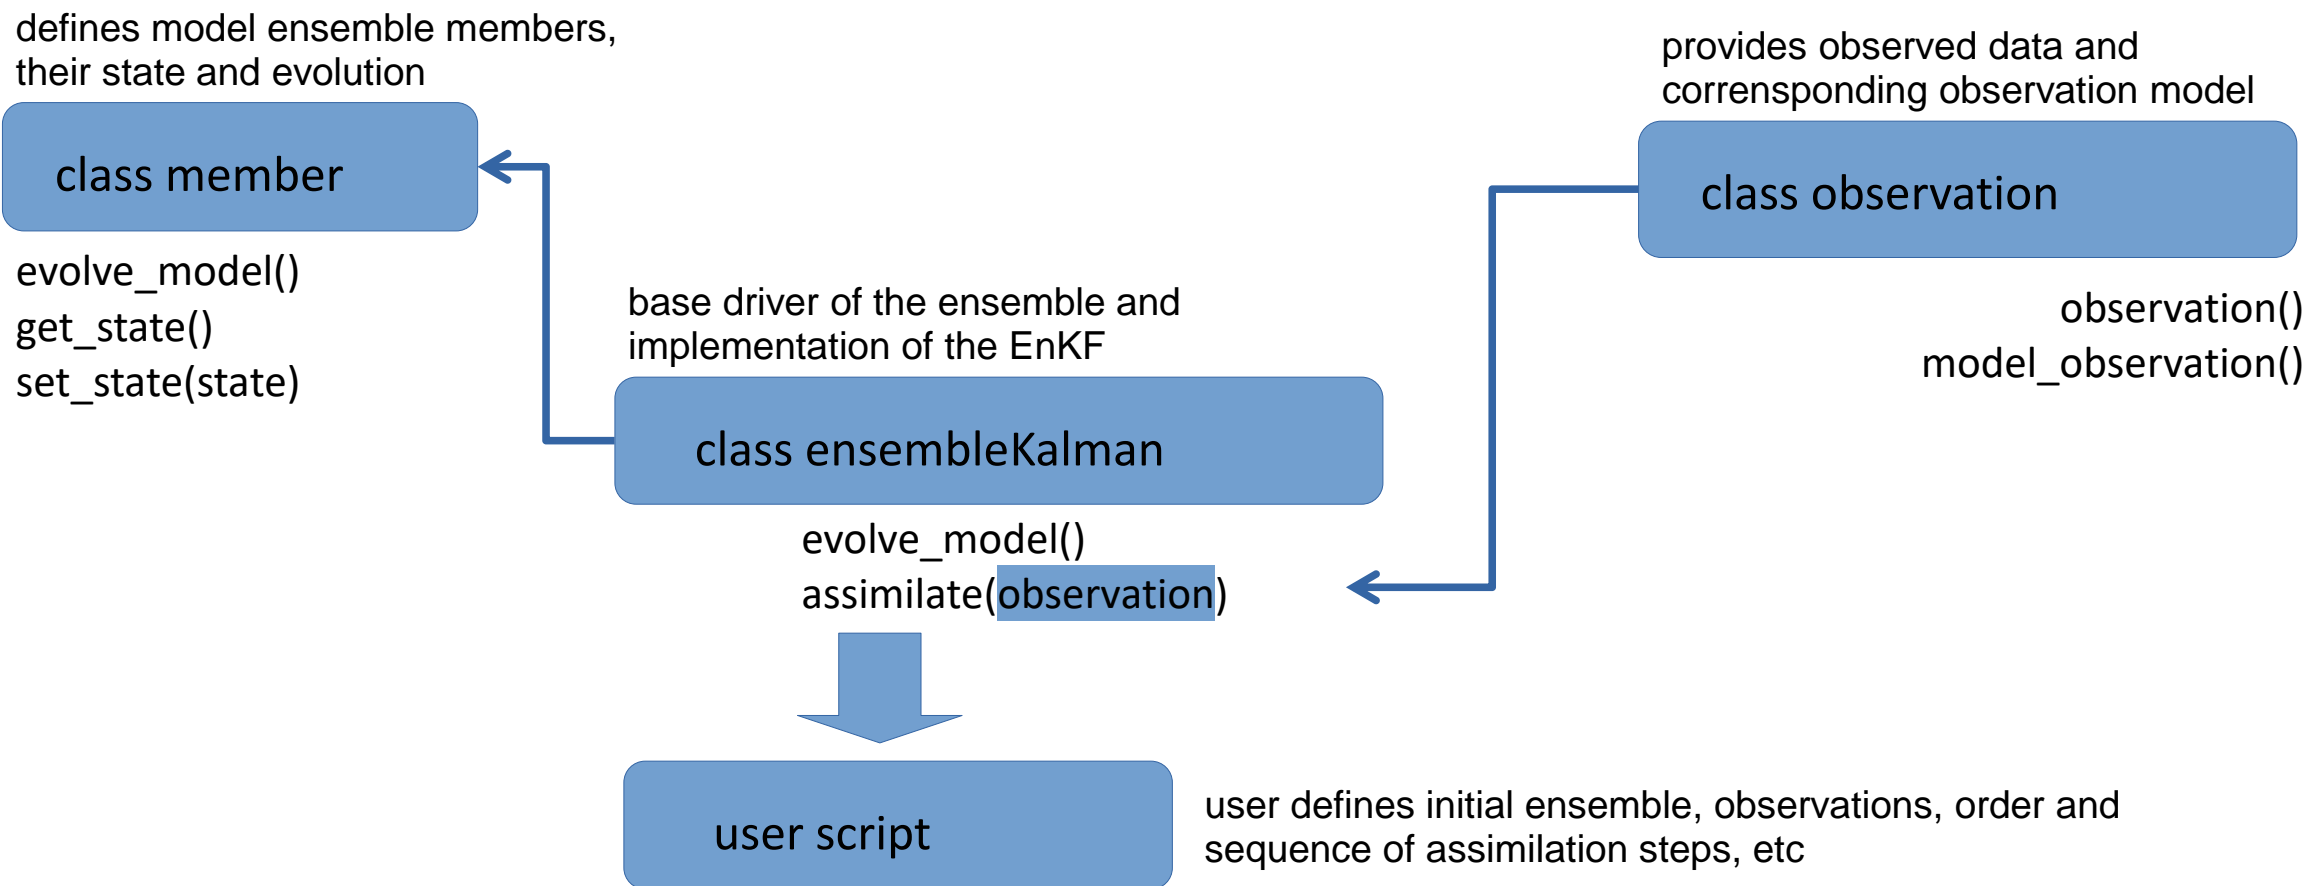 defines model ensemble members,
their state and evolution
class member
evolve_model()
get_state()
set_state(state)
provides observed data and
corrensponding observation model
class observation
observation()
model_observation()
base driver of the ensemble and
implementation of the EnKF
class ensembleKalman
evolve_model()
assimilate(observation)
user script
user defines initial ensemble, observations, order and
sequence of assimilation steps, etc